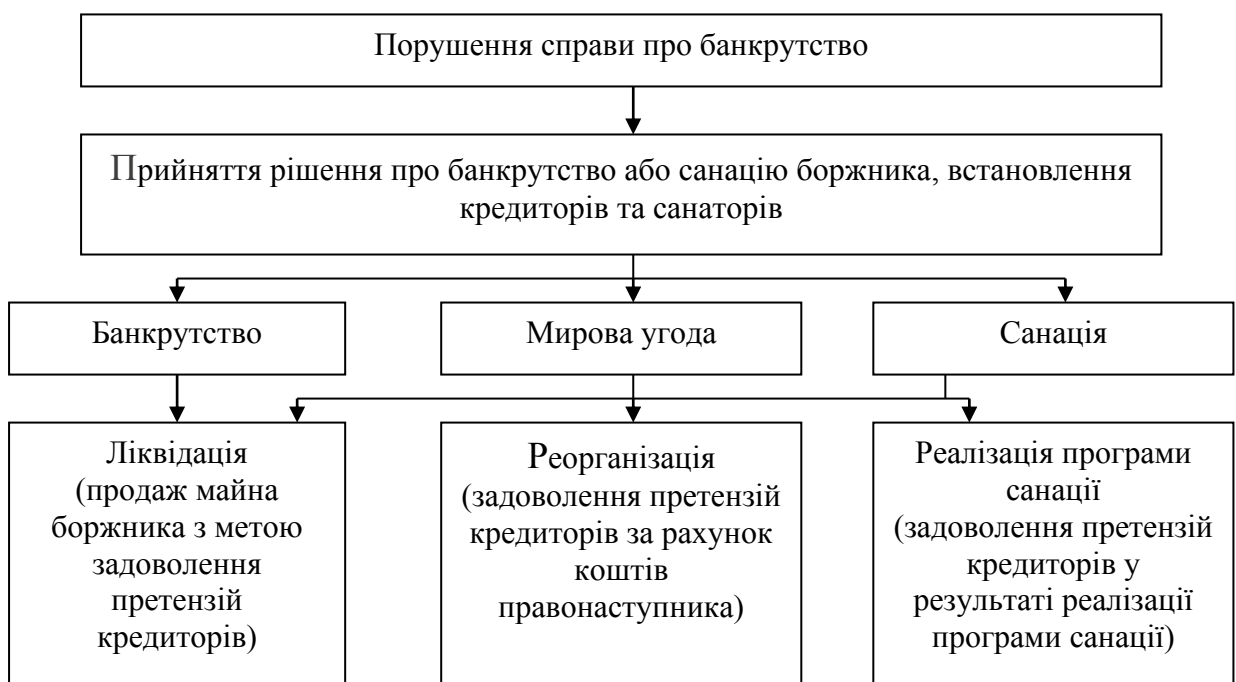 Порушення справи про банкрутство
Прийняття рішення про банкрутство або санацію боржника, встановлення
кредиторів та санаторів
Банкрутство
Мирова угода
Санація
Ліквідація
(продаж майна
боржника з метою
задоволення
претензій
кредиторів)
Реорганізація
(задоволення претензій
кредиторів за рахунок
коштів
правонаступника)
Реалізація програми
санації
(задоволення претензій
кредиторів у
результаті реалізації
програми санації)